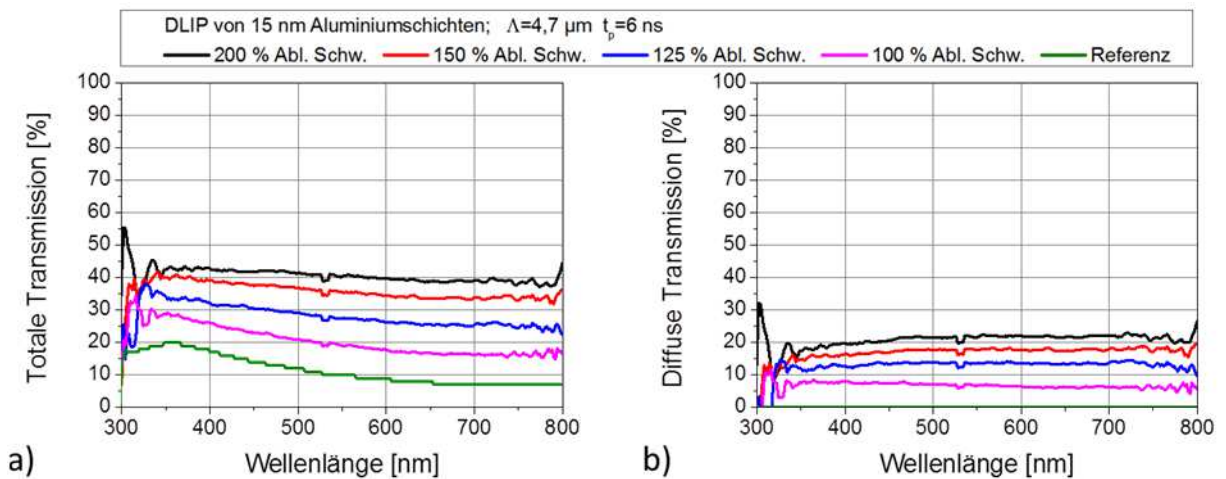 DLIP von 15 nm Aluminiumschichten; Λ=4,7 µm tp=6 ns
200 % Abl. Schw. 150 % Abl. Schw. 125 % Abl. Schw. 100 % Abl. Schw. Referenz
Totale Transmission [%]
100
90
80
70
60
50
40
30
20
10
0
300 400 500 600 700 800
Wellenlänge [nm]
a)
Diffuse Transmission [%]
100
90
80
70
60
50
40
30
20
10
0
300 400 500 600 700 800
Wellenlänge [nm]
b)